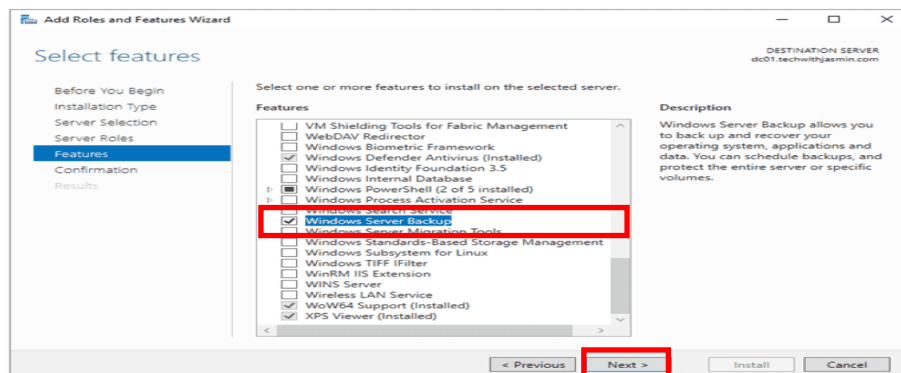 Add Roles and Features Wizard
Select features
DESTINATION SERVER
dc01.techwithjasmin.com
Before You Begin
Installation Type
Server Selection
Server Roles
Features
Confirmation
Results
Select one or more features to install on the selected server.
Features
VM Shielding Tools for Fabric Management
WebDAV Redirector
Windows Biometric Framework
Windows Defender Antivirus (Installed)
Windows Identity Foundation 3.5
Windows Internal Database
Windows PowerShell (2 of 5 installed)
Windows Process Activation Service
Windows Search Service
Windows Server Backup
Windows Server Migration Tools
Windows Standards-Based Storage Management
Windows Subsystem for Linux
Windows TIFF IFilter
WinRM IIS Extension
WINS Server
Wireless LAN Service
WoW64 Support (Installed)
XPS Viewer (Installed)
Description
Windows Server Backup allows you
to back up and recover your
operating system, applications and
data. You can schedule backups, and
protect the entire server or specific
volumes.
< Previous
Next >
Install
Cancel